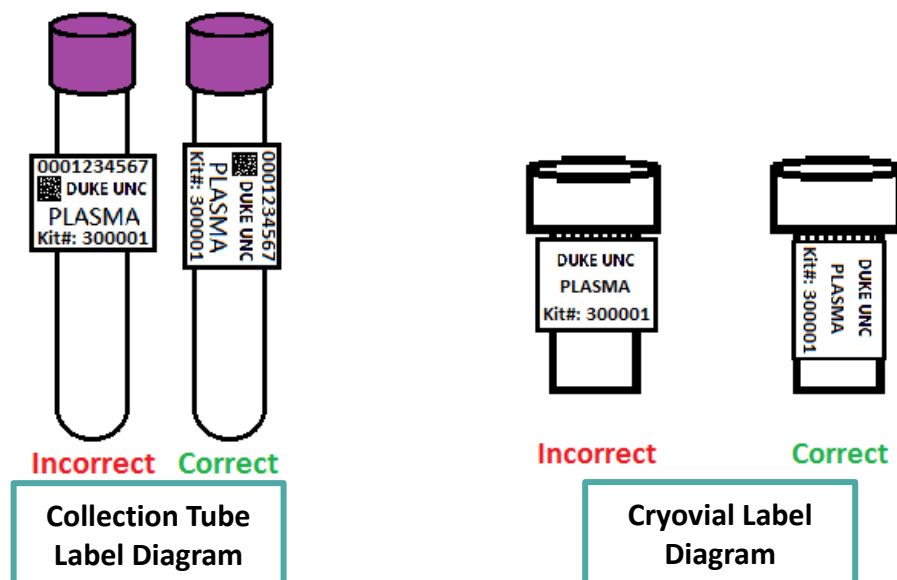 0001234567
DUKE UNC
PLASMA
Kit#: 300001
0001234567
DUKE UNC
PLASMA
Kit#: 300001
Incorrect
Correct
Collection Tube
Label Diagram
DUKE UNC
PLASMA
Kit#: 300001
DUKE UNC
PLASMA
Kit#: 300001
Incorrect
Correct
Cryovial Label
Diagram